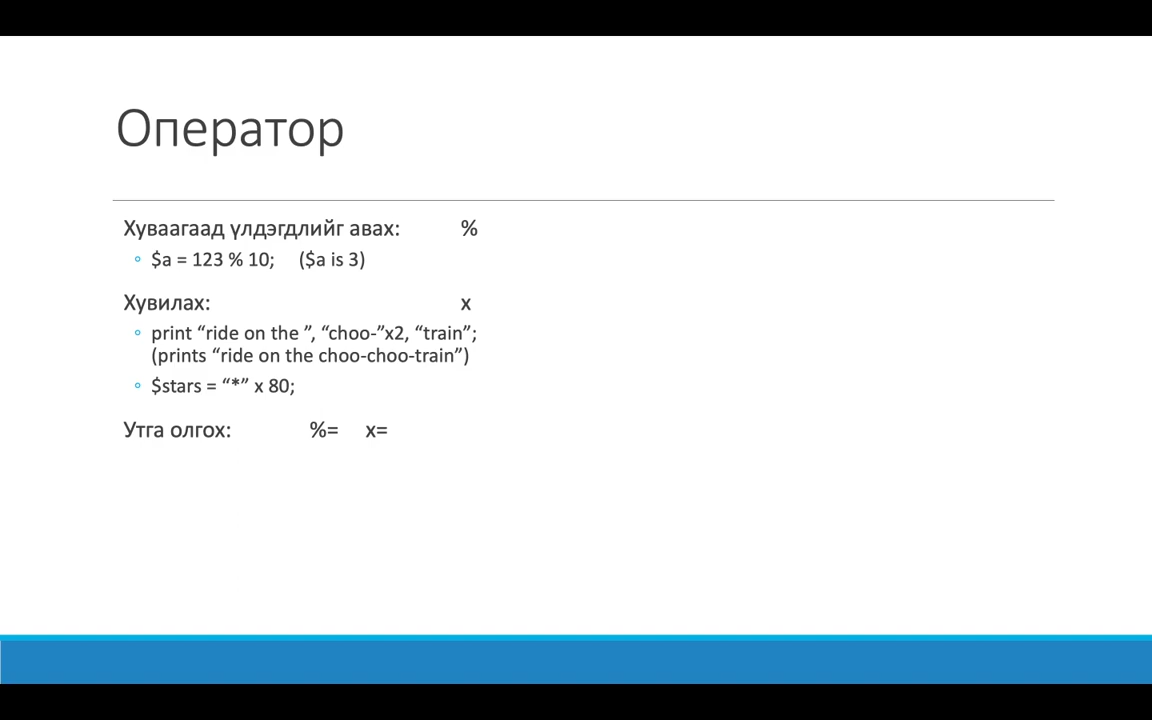 Оператор
Хуваагаад үлдэгдлийг авах: %
$a = 123 % 10; ($a is 3)
Хувилах: x
print “ride on the ”, “choo-”x2, “train”;
(prints “ride on the choo-choo-train”)
$stars = “*” x 80;
Утга олгох: %= x=